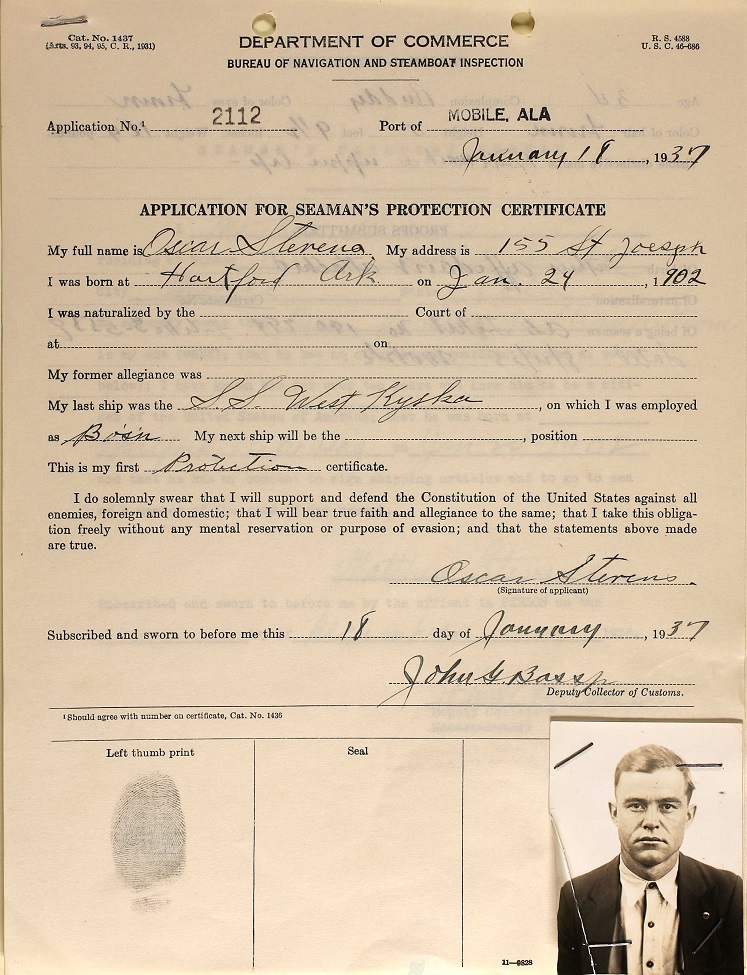 Cat. No. 1437
(Arts. 93, 94, 95, C. R., 1931)
DEPARTMENT OF COMMERCE
BUREAU OF NAVIGATION AND STEAMBOAT INSPECTION
R. S. 4588
U. S. C. 46-686
Application No.¹ 2112 Port of MOBILE, ALA
January 18, 1937
APPLICATION FOR SEAMAN'S PROTECTION CERTIFICATE
My full name is Oscar Stevens My address is 155 St Joesph
I was born at Hartford Ark on Jan. 24, 1902
I was naturalized by the Court of
at on
My former allegiance was
My last ship was the S.S. West Kyska, on which I was employed
as Bo'sn My next ship will be the, position
This is my first Protection certificate.
I do solemnly swear that I will support and defend the Constitution of the United States against all
enemies, foreign and domestic; that I will bear true faith and allegiance to the same; that I take this obliga-
tion freely without any mental reservation or purpose of evasion; and that the statements above made
are true.
Oscar Stevens.
(Signature of applicant)
Subscribed and sworn to before me this 18 day of January, 1937
John G
Deputy Collector of Customs.
¹ Should agree with number on certificate, Cat. No. 1436
Left thumb print
Seal
11—6828